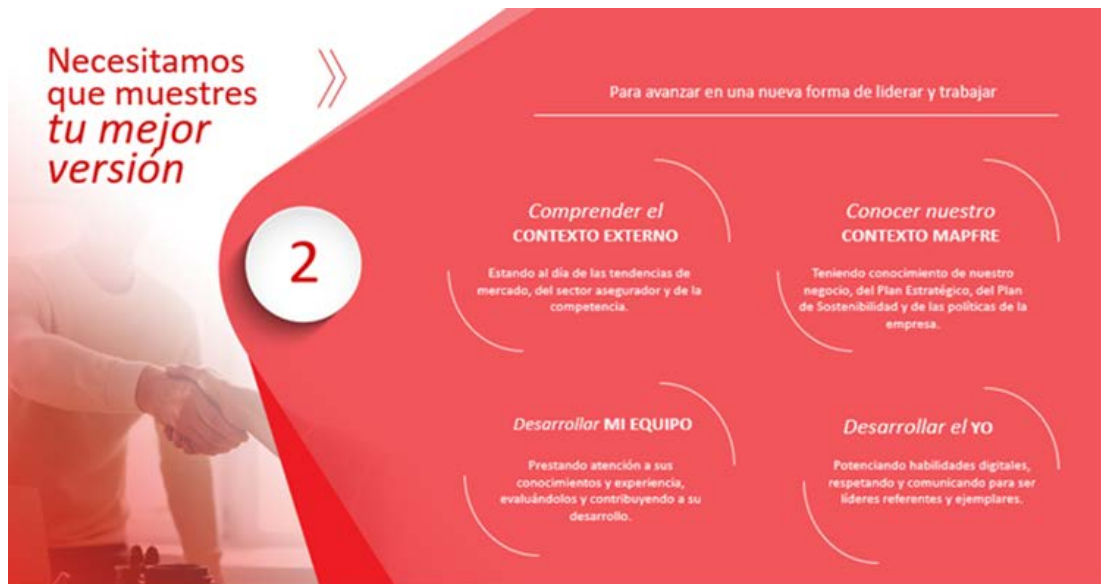 Necesitamos
que muestres
tu mejor
versión
2
Para avanzar en una nueva forma de liderar y trabajar
Comprender el
CONTEXTO EXTERNO
Estando al día de las tendencias de
mercado, del sector asegurador y de la
competencia.
Conocer nuestro
CONTEXTO MAPFRE
Teniendo conocimiento de nuestro
negocio, del Plan Estratégico, del Plan
de Sostenibilidad y de las políticas de la
empresa.
Desarrollar MI EQUIPO
Prestando atención a sus
conocimientos y experiencia,
evaluándolos y contribuyendo a su
desarrollo.
Desarrollar el YO
Potenciando habilidades digitales,
respetando y comunicando para ser
líderes referentes y ejemplares.